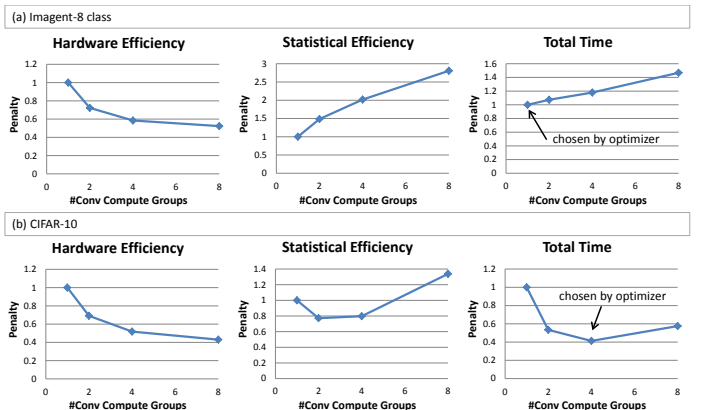 (a) Imagent-8 class
Hardware Efficiency
Penalty
1.2
1
0.8
0.6
0.4
0.2
0
0 2 4 6 8
#Conv Compute Groups
Statistical Efficiency
Penalty
3
2.5
2
1.5
1
0.5
0
0 2 4 6 8
#Conv Compute Groups
Total Time
Penalty
1.6
1.4
1.2
1
0.8
0.6
0.4
0.2
0
chosen by optimizer
0 2 4 6 8
#Conv Compute Groups
(b) CIFAR-10
Hardware Efficiency
Penalty
1.2
1
0.8
0.6
0.4
0.2
0
0 2 4 6 8
#Conv Compute Groups
Statistical Efficiency
Penalty
1.4
1.2
1
0.8
0.6
0.4
0.2
0
0 2 4 6 8
#Conv Compute Groups
Total Time
Penalty
1.2
1
0.8
0.6
0.4
0.2
0
chosen by optimizer
0 2 4 6 8
#Conv Compute Groups